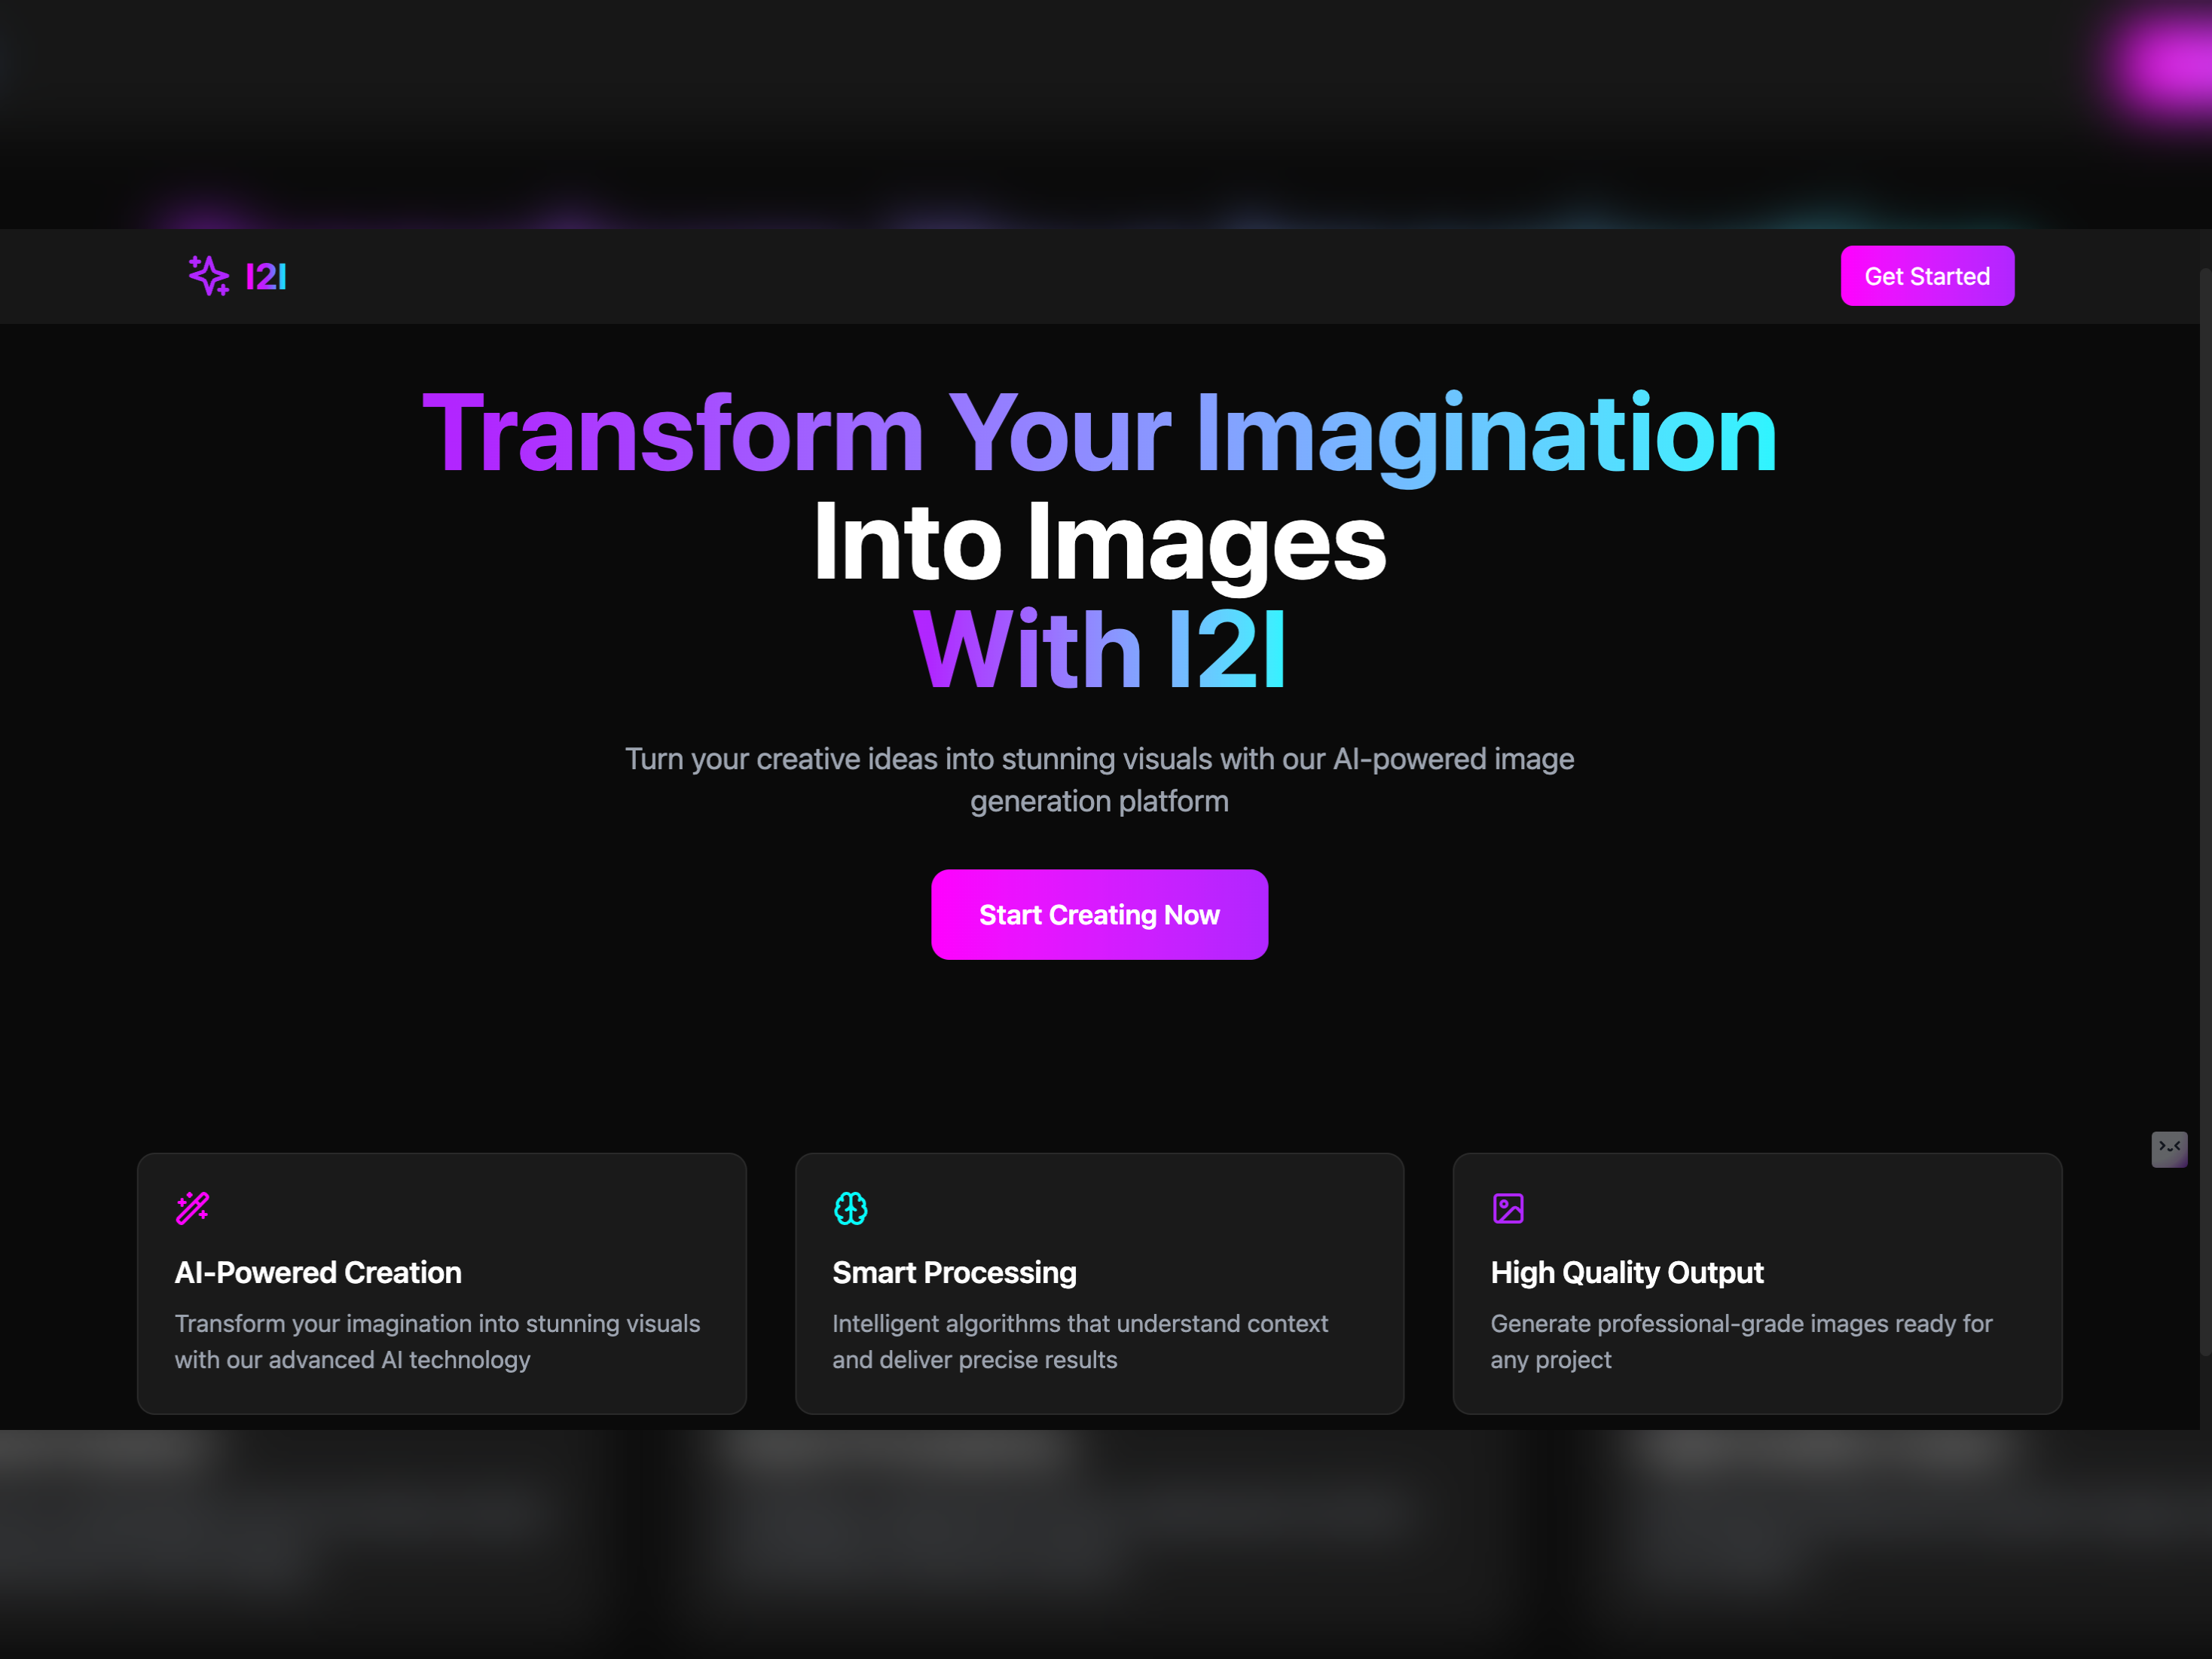 I2I
Get Started
Transform Your Imagination
Into Images
With I2I
Turn your creative ideas into stunning visuals with our AI-powered image
generation platform
Start Creating Now
AI-Powered Creation
Transform your imagination into stunning visuals
with our advanced AI technology
Smart Processing
Intelligent algorithms that understand context
and deliver precise results
High Quality Output
Generate professional-grade images ready for
any project